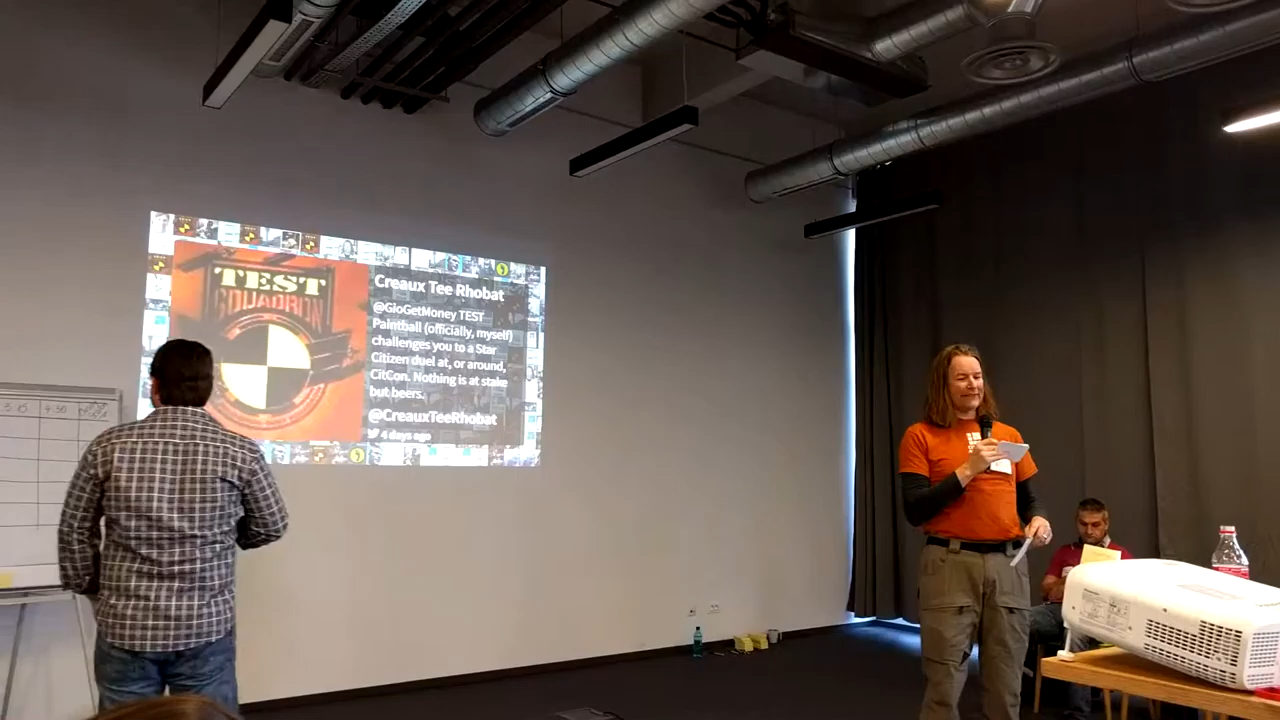 TEST
SQUADRON
Creaux Tee Rhobat
@GioGetMoney TEST
Paintball (officially, myself)
challenges you to a Star
Citizen duel at, or around,
CitCon. Nothing is at stake
but beers.
@CreauxTeeRhobat
4 days ago